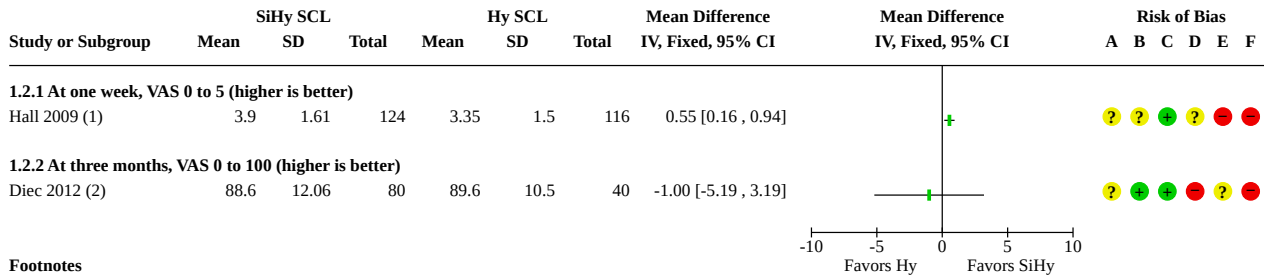 SiHy SCL Hy SCL Mean Difference Mean Difference Risk of Bias
Study or Subgroup Mean SD Total Mean SD Total IV, Fixed, 95% CI IV, Fixed, 95% CI A B C D E F
1.2.1 At one week, VAS 0 to 5 (higher is better)
Hall 2009 (1) 3.9 1.61 124 3.35 1.5 116 0.55 [0.16 , 0.94] ? ? + ? − −
1.2.2 At three months, VAS 0 to 100 (higher is better)
Diec 2012 (2) 88.6 12.06 80 89.6 10.5 40 -1.00 [-5.19 , 3.19] ? + + − ? −
-10 -5 0 5 10
Footnotes Favors Hy Favors SiHy